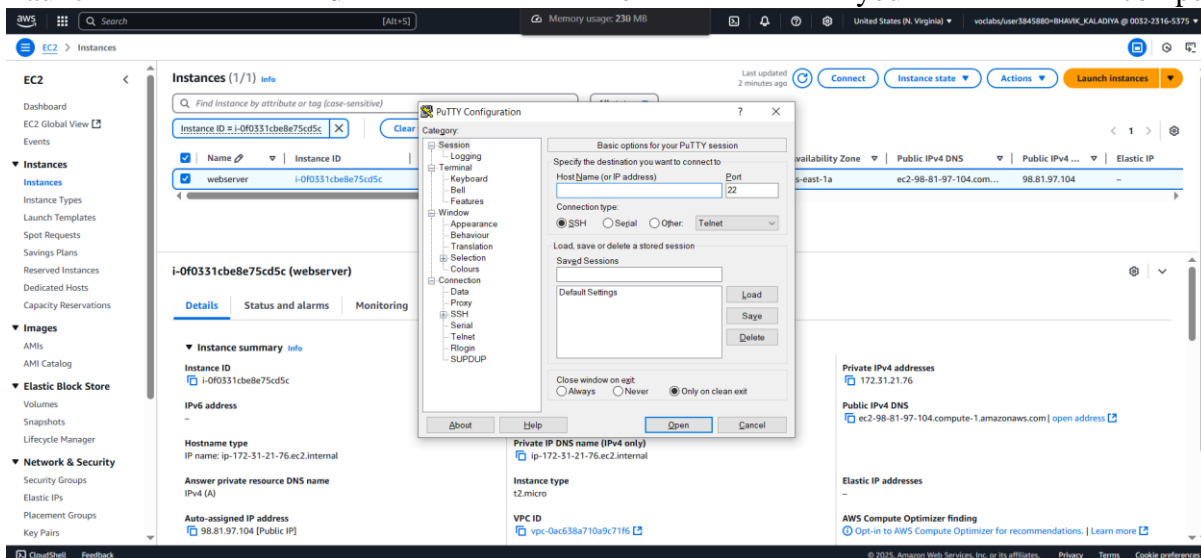 aws
Search
[Alt+S]
Memory usage: 230 MB
United States (N. Virginia)
voclabs/user3845880=BHAVIK_KALADIYA @ 0032-2316-5375
EC2 > Instances
EC2
Dashboard
EC2 Global View
Events
Instances
Instances
Instance Types
Launch Templates
Spot Requests
Savings Plans
Reserved Instances
Dedicated Hosts
Capacity Reservations
Images
AMIs
AMI Catalog
Elastic Block Store
Volumes
Snapshots
Lifecycle Manager
Network & Security
Security Groups
Elastic IPs
Placement Groups
Key Pairs
Instances (1/1) Info
Last updated
2 minutes ago
Connect
Instance state
Actions
Launch instances
Find Instance by attribute or tag (case-sensitive)
Instance ID = i-0f0331cbe8e75cd5c
Clear
1
Name
Instance ID
Availability Zone
Public IPv4 DNS
Public IPv4 ...
Elastic IP
webserver
i-0f0331cbe8e75cd5c
s-east-1a
ec2-98-81-97-104.com...
98.81.97.104
–
PuTTY Configuration
? ×
Category:
Session
Logging
Terminal
Keyboard
Bell
Features
Window
Appearance
Behaviour
Translation
Selection
Colours
Connection
Data
Proxy
SSH
Serial
Telnet
Rlogin
SUPDUP
Basic options for your PuTTY session
Specify the destination you want to connect to
Host Name (or IP address)
Port
22
Connection type:
SSH
Serial
Other:
Telnet
Load, save or delete a stored session
Saved Sessions
Default Settings
Load
Save
Delete
Close window on exit:
Always
Never
Only on clean exit
About
Help
Open
Cancel
i-0f0331cbe8e75cd5c (webserver)
Details
Status and alarms
Monitoring
Instance summary Info
Instance ID
i-0f0331cbe8e75cd5c
Private IPv4 addresses
172.31.21.76
IPv6 address
–
Public IPv4 DNS
ec2-98-81-97-104.compute-1.amazonaws.com | open address
Hostname type
IP name: ip-172-31-21-76.ec2.internal
Private IP DNS name (IPv4 only)
ip-172-31-21-76.ec2.internal
Answer private resource DNS name
IPv4 (A)
Instance type
t2.micro
Elastic IP addresses
–
Auto-assigned IP address
98.81.97.104 [Public IP]
VPC ID
vpc-0ac638a710a9c71f6
AWS Compute Optimizer finding
Opt-in to AWS Compute Optimizer for recommendations. | Learn more
CloudShell
Feedback
© 2025, Amazon Web Services, Inc. or its affiliates.
Privacy
Terms
Cookie preferences